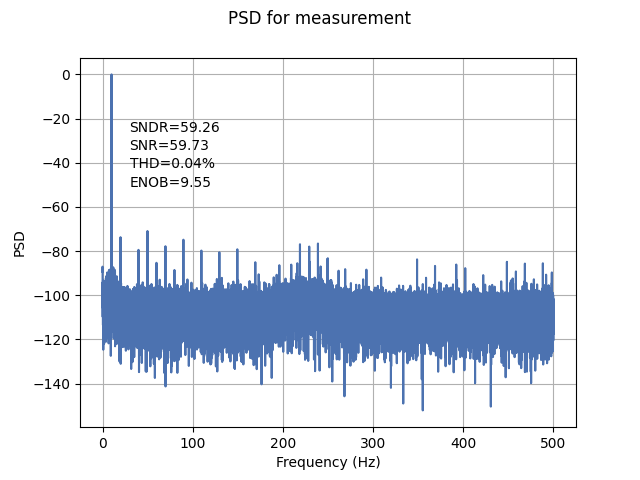 PSD for measurement
0
−20
−40
−60
−80
−100
−120
−140
PSD
SNDR=59.26
SNR=59.73
THD=0.04%
ENOB=9.55
0 100 200 300 400 500
Frequency (Hz)